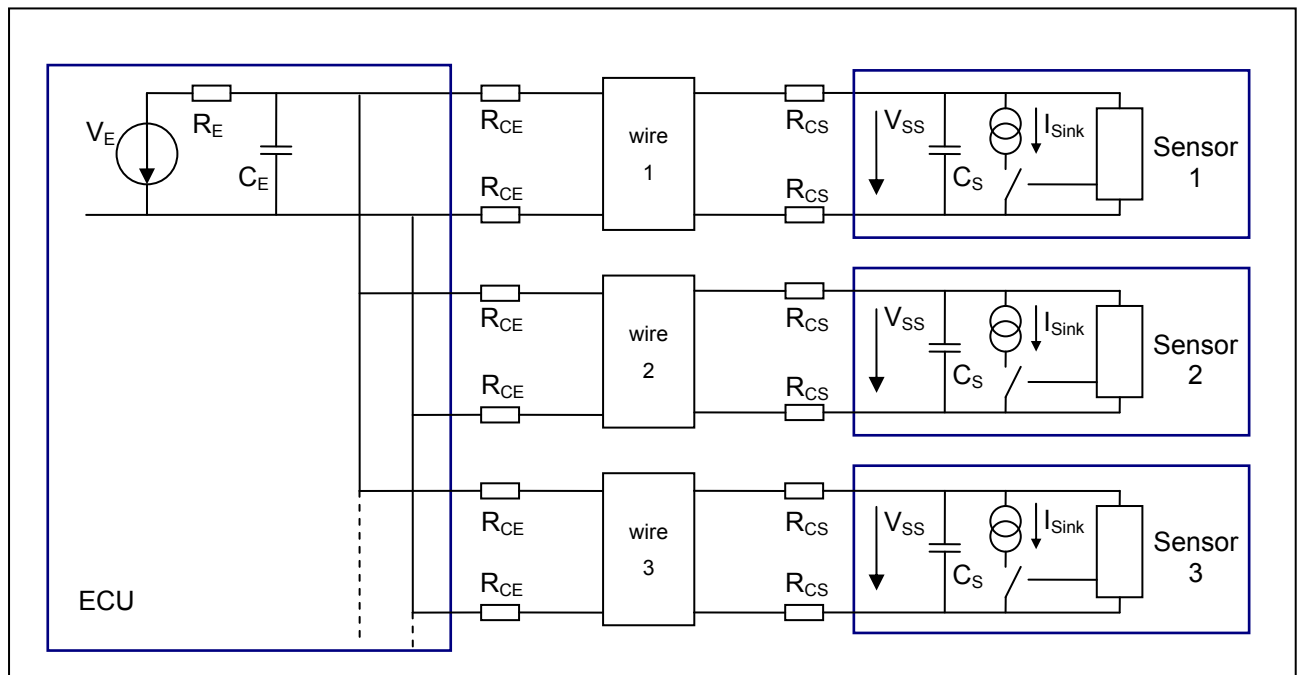 V_E
R_E
C_E
ECU
R_CE
R_CE
wire
1
R_CS
R_CS
V_SS
C_S
I_Sink
Sensor
1
R_CE
R_CE
wire
2
R_CS
R_CS
V_SS
C_S
I_Sink
Sensor
2
R_CE
R_CE
wire
3
R_CS
R_CS
V_SS
C_S
I_Sink
Sensor
3